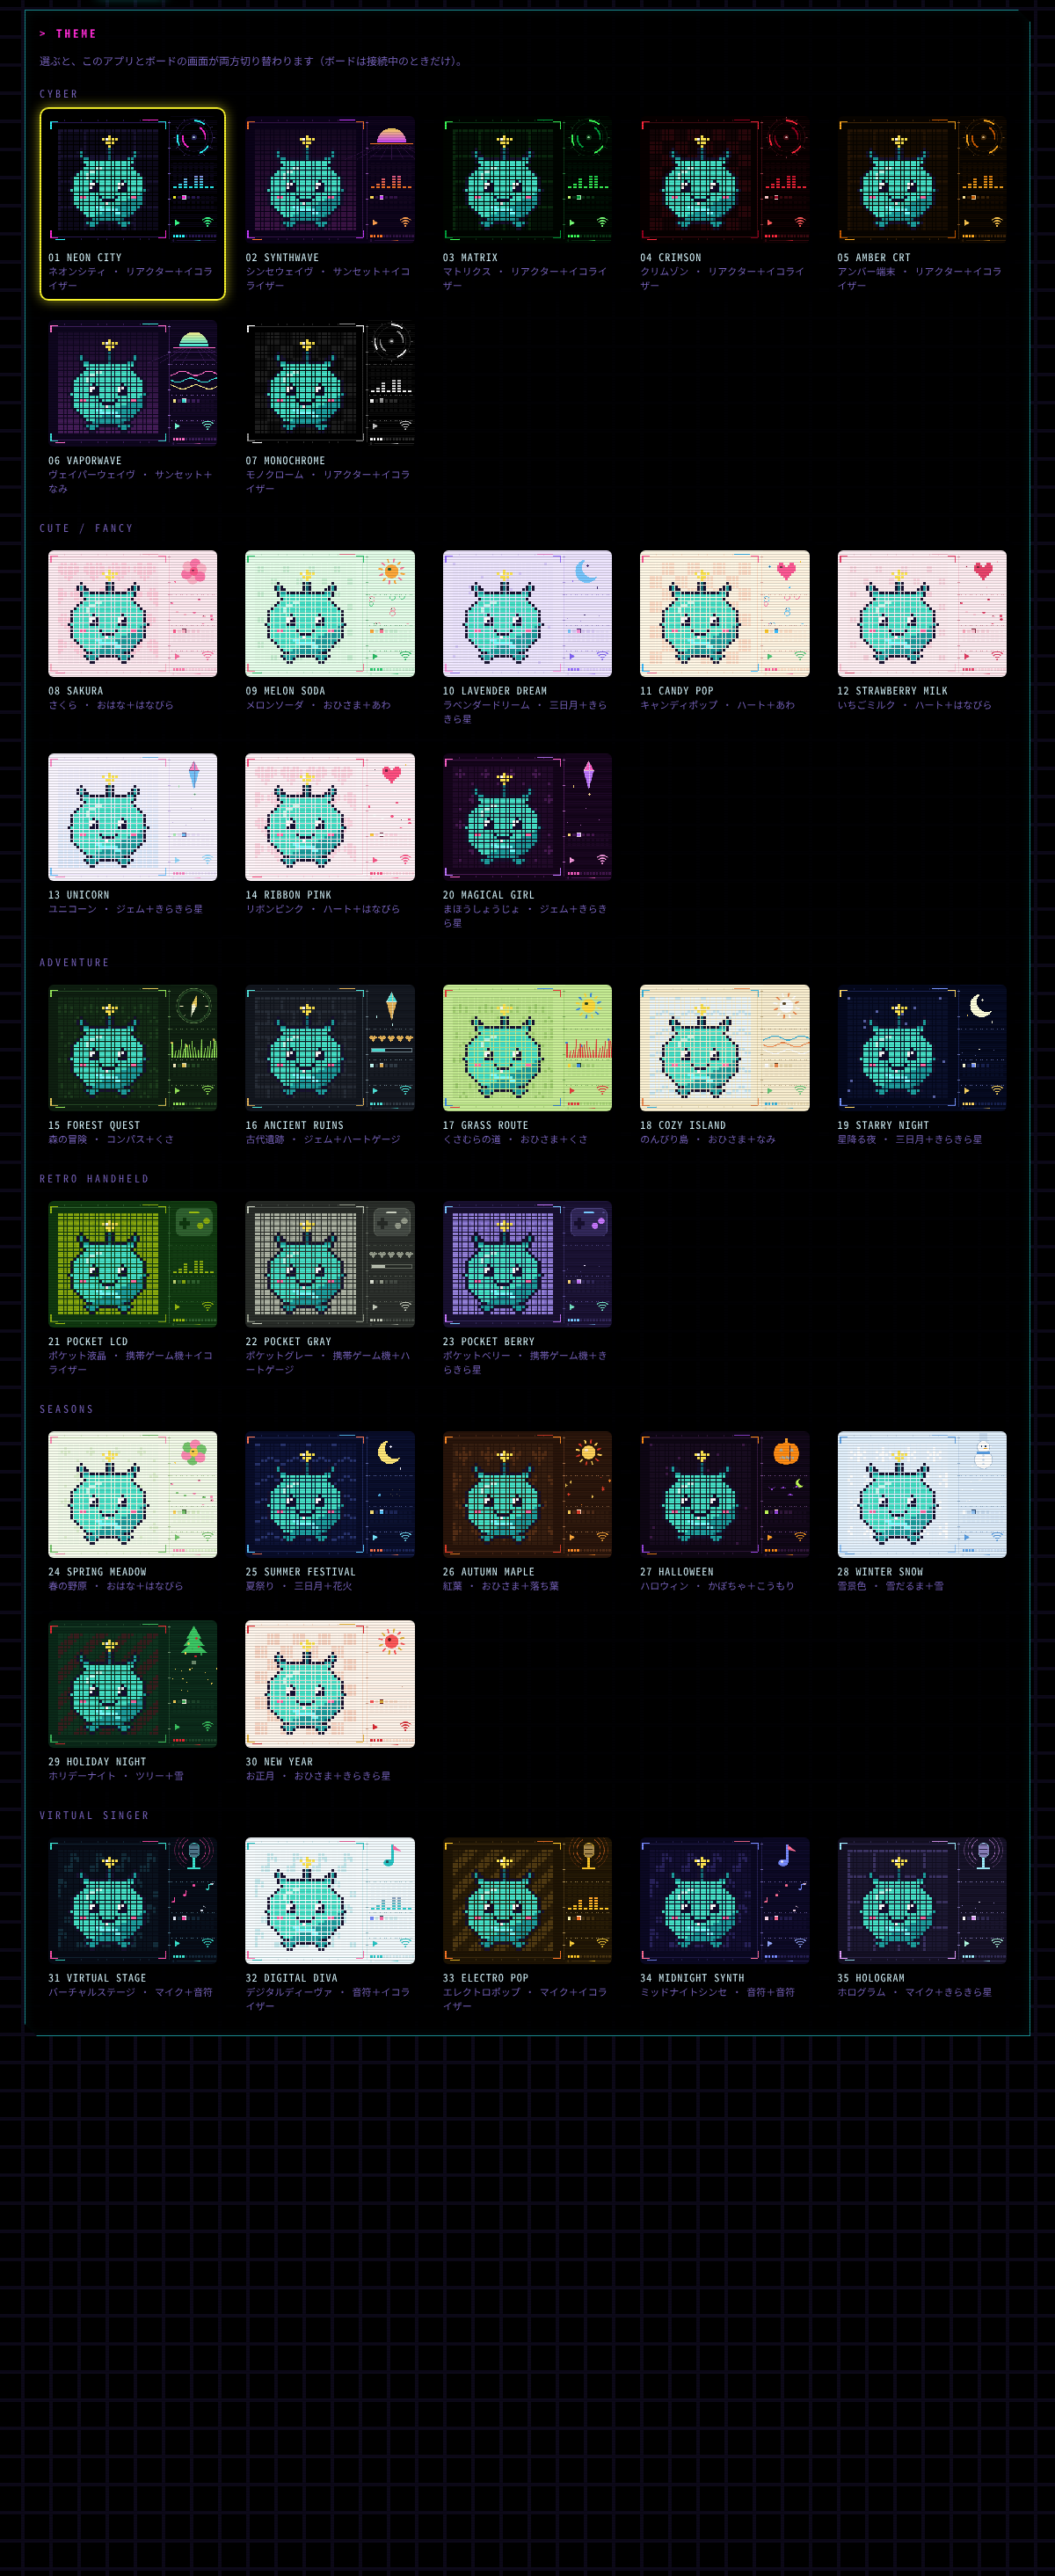 > THEME
選ぶと、このアプリとボードの画面が両方切り替わります（ボードは接続中のときだけ）。
CYBER
01 NEON CITY
ネオンシティ ・ リアクター＋イコラ
イザー
02 SYNTHWAVE
シンセウェイヴ ・ サンセット＋イコ
ライザー
03 MATRIX
マトリクス ・ リアクター＋イコライ
ザー
04 CRIMSON
クリムゾン ・ リアクター＋イコライ
ザー
05 AMBER CRT
アンバー端末 ・ リアクター＋イコラ
イザー
06 VAPORWAVE
ヴェイパーウェイヴ ・ サンセット＋
なみ
07 MONOCHROME
モノクローム ・ リアクター＋イコラ
イザー
CUTE / FANCY
08 SAKURA
さくら ・ おはな＋はなびら
09 MELON SODA
メロンソーダ ・ おひさま＋あわ
10 LAVENDER DREAM
ラベンダードリーム ・ 三日月＋きら
きら星
11 CANDY POP
キャンディポップ ・ ハート＋あわ
12 STRAWBERRY MILK
いちごミルク ・ ハート＋はなびら
13 UNICORN
ユニコーン ・ ジェム＋きらきら星
14 RIBBON PINK
リボンピンク ・ ハート＋はなびら
20 MAGICAL GIRL
まほうしょうじょ ・ ジェム＋きらき
ら星
ADVENTURE
15 FOREST QUEST
森の冒険 ・ コンパス＋くさ
16 ANCIENT RUINS
古代遺跡 ・ ジェム＋ハートゲージ
17 GRASS ROUTE
くさむらの道 ・ おひさま＋くさ
18 COZY ISLAND
のんびり島 ・ おひさま＋なみ
19 STARRY NIGHT
星降る夜 ・ 三日月＋きらきら星
RETRO HANDHELD
21 POCKET LCD
ポケット液晶 ・ 携帯ゲーム機＋イコ
ライザー
22 POCKET GRAY
ポケットグレー ・ 携帯ゲーム機＋ハ
ートゲージ
23 POCKET BERRY
ポケットベリー ・ 携帯ゲーム機＋き
らきら星
SEASONS
24 SPRING MEADOW
春の野原 ・ おはな＋はなびら
25 SUMMER FESTIVAL
夏祭り ・ 三日月＋花火
26 AUTUMN MAPLE
紅葉 ・ おひさま＋落ち葉
27 HALLOWEEN
ハロウィン ・ かぼちゃ＋こうもり
28 WINTER SNOW
雪景色 ・ 雪だるま＋雪
29 HOLIDAY NIGHT
ホリデーナイト ・ ツリー＋雪
30 NEW YEAR
お正月 ・ おひさま＋きらきら星
VIRTUAL SINGER
31 VIRTUAL STAGE
バーチャルステージ ・ マイク＋音符
32 DIGITAL DIVA
デジタルディーヴァ ・ 音符＋イコラ
イザー
33 ELECTRO POP
エレクトロポップ ・ マイク＋イコラ
イザー
34 MIDNIGHT SYNTH
ミッドナイトシンセ ・ 音符＋音符
35 HOLOGRAM
ホログラム ・ マイク＋きらきら星